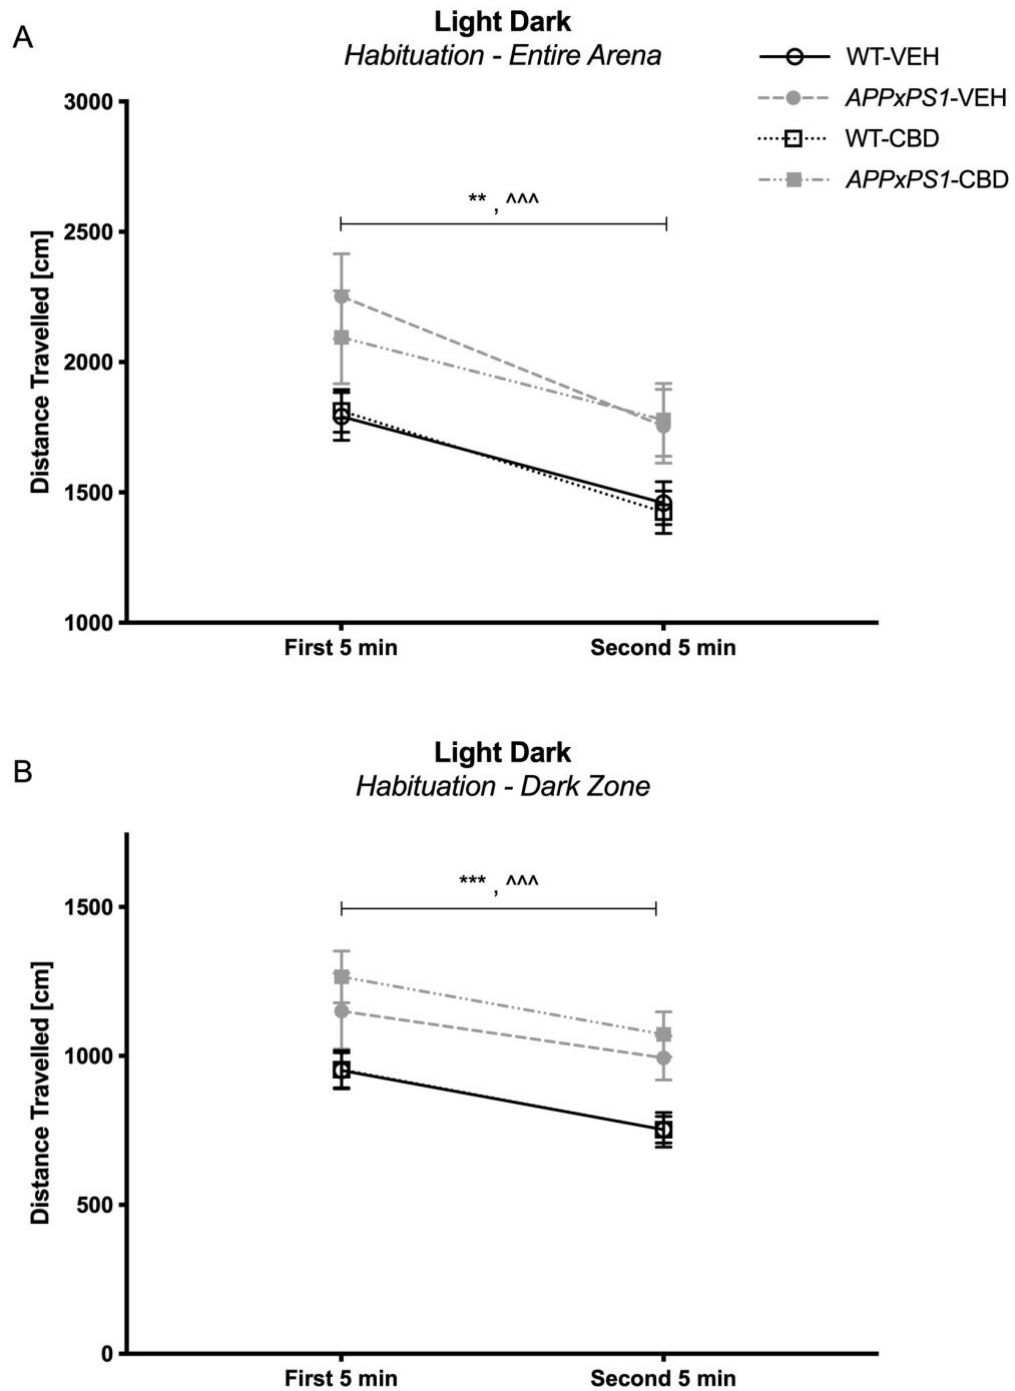 A
Light Dark
Habituation - Entire Arena
WT-VEH
APPxPS1-VEH
WT-CBD
APPxPS1-CBD
3000
2500
2000
1500
1000
Distance Travelled [cm]
** , ^^^
First 5 min
Second 5 min
B
Light Dark
Habituation - Dark Zone
1500
1000
500
0
Distance Travelled [cm]
*** , ^^^
First 5 min
Second 5 min